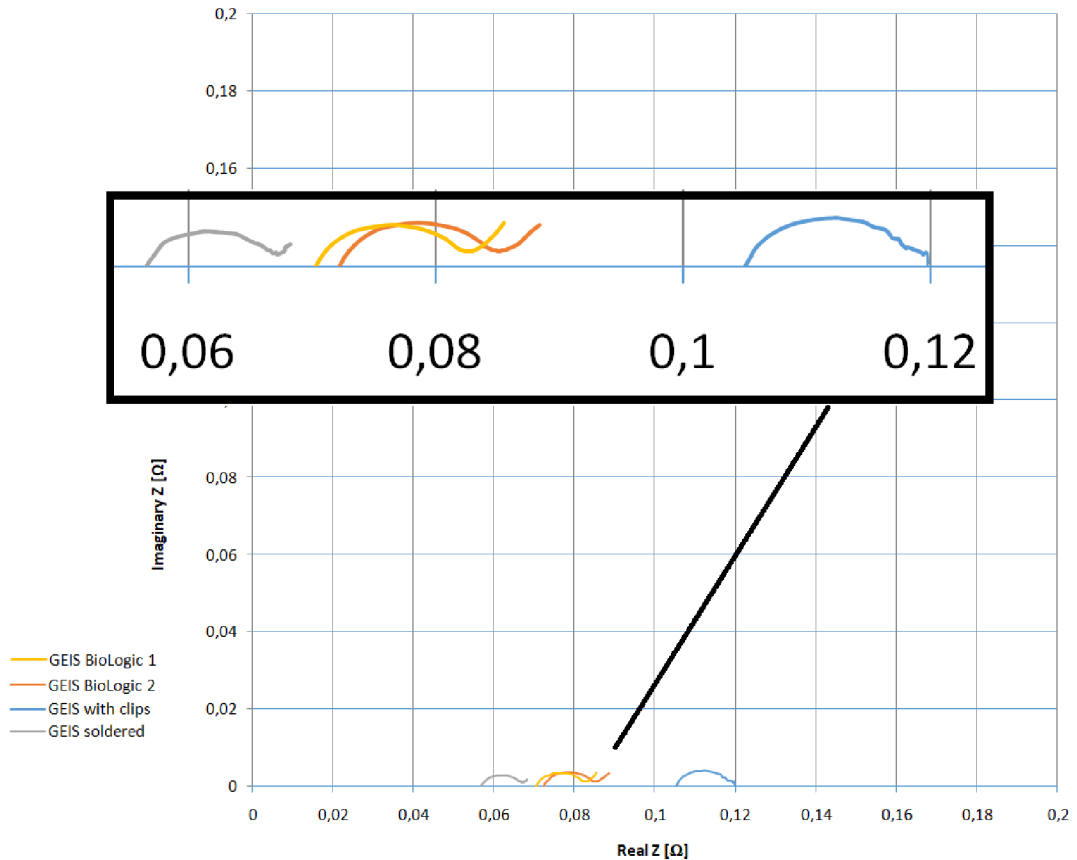 0,2
0,18
0,16
0,06 0,08 0,1 0,12
Imaginary Z [Ω]
0,08
0,06
0,04
0,02
0
GEIS BioLogic 1
GEIS BioLogic 2
GEIS with clips
GEIS soldered
0 0,02 0,04 0,06 0,08 0,1 0,12 0,14 0,16 0,18 0,2
Real Z [Ω]